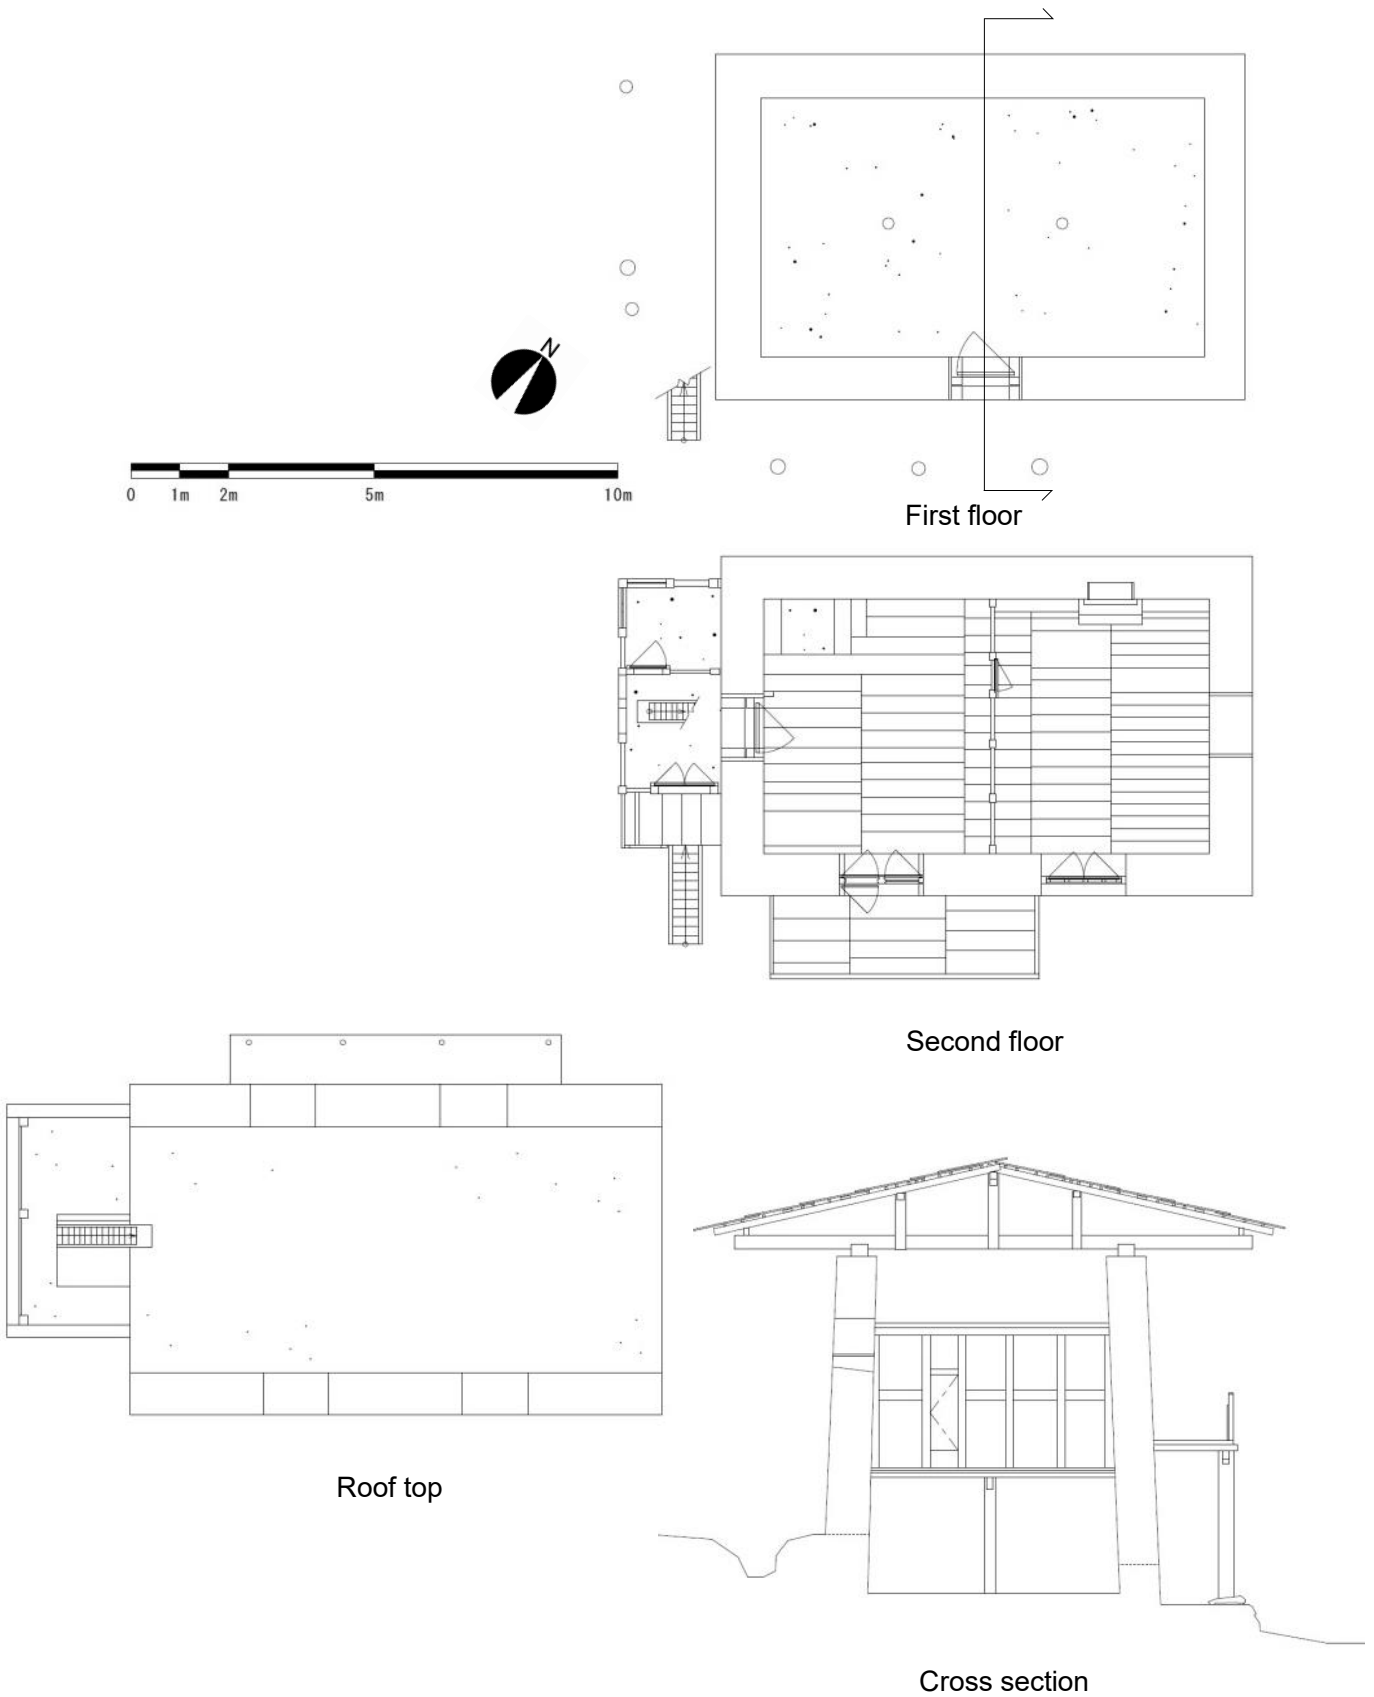 N
0 1m 2m 5m 10m
First floor
Second floor
Roof top
Cross section